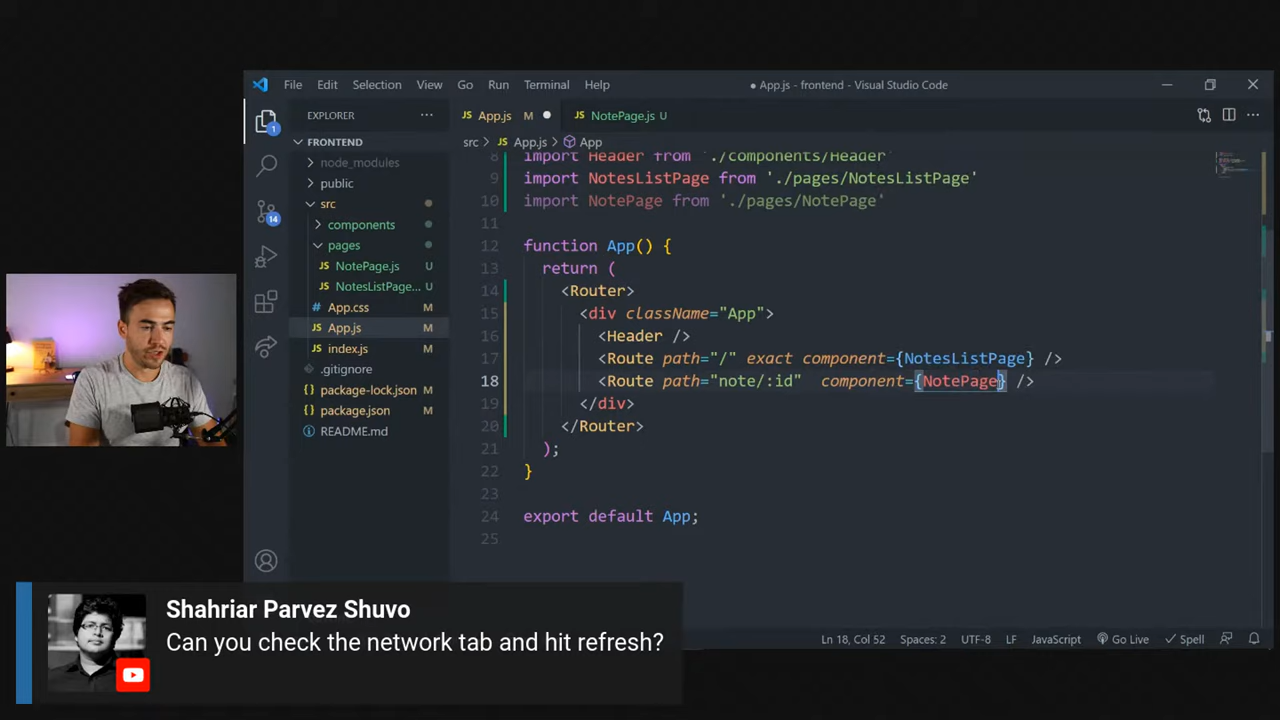 File Edit Selection View Go Run Terminal Help
● App.js - frontend - Visual Studio Code
EXPLORER ...
JS App.js M ●
JS NotePage.js U
src > JS App.js > App
FRONTEND
node_modules
public
src
components
pages
JS NotePage.js U
JS NotesListPage... U
# App.css M
JS App.js M
JS index.js M
.gitignore
{} package-lock.json M
{} package.json M
README.md
1
14
8 import Header from './components/Header'
9 import NotesListPage from './pages/NotesListPage'
10 import NotePage from './pages/NotePage'
11
12 function App() {
13 return (
14 <Router>
15 <div className="App">
16 <Header />
17 <Route path="/" exact component={NotesListPage} />
18 <Route path="note/:id" component={NotePage} />
19 </div>
20 </Router>
21 );
22 }
23
24 export default App;
25
Shahriar Parvez Shuvo
Can you check the network tab and hit refresh?
Ln 18, Col 52 Spaces: 2 UTF-8 LF JavaScript Go Live Spell